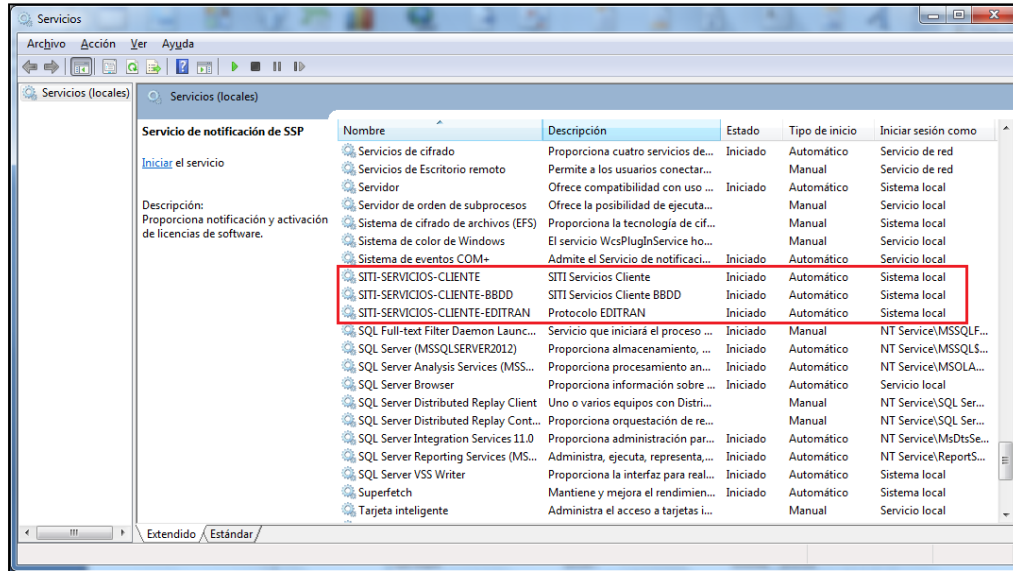 Servicios
Archivo Acción Ver Ayuda
Servicios (locales)
Servicios (locales)
Servicio de notificación de SSP
Iniciar el servicio
Descripción:
Proporciona notificación y activación
de licencias de software.
Nombre Descripción Estado Tipo de inicio Iniciar sesión como
Servicios de cifrado Proporciona cuatro servicios de... Iniciado Automático Servicio de red
Servicios de Escritorio remoto Permite a los usuarios conectar... Manual Servicio de red
Servidor Ofrece compatibilidad con uso ... Iniciado Automático Sistema local
Servidor de orden de subprocesos Ofrece la posibilidad de ejecuta... Manual Servicio local
Sistema de cifrado de archivos (EFS) Proporciona la tecnología de cif... Manual Sistema local
Sistema de color de Windows El servicio WcsPlugInService ho... Manual Servicio local
Sistema de eventos COM+ Admite el Servicio de notificaci... Iniciado Automático Servicio local
SITI-SERVICIOS-CLIENTE SITI Servicios Cliente Iniciado Automático Sistema local
SITI-SERVICIOS-CLIENTE-BBDD SITI Servicios Cliente BBDD Iniciado Automático Sistema local
SITI-SERVICIOS-CLIENTE-EDITRAN Protocolo EDITRAN Iniciado Automático Sistema local
SQL Full-text Filter Daemon Launc... Servicio que iniciará el proceso ... Iniciado Manual NT Service\MSSQLF...
SQL Server (MSSQLSERVER2012) Proporciona almacenamiento, ... Iniciado Automático NT Service\MSSQL$...
SQL Server Analysis Services (MSS... Proporciona procesamiento an... Iniciado Automático NT Service\MSOLA...
SQL Server Browser Proporciona información sobre ... Iniciado Automático Servicio local
SQL Server Distributed Replay Client Uno o varios equipos con Distri... Manual NT Service\SQL Ser...
SQL Server Distributed Replay Cont... Proporciona orquestación de re... Manual NT Service\SQL Ser...
SQL Server Integration Services 11.0 Proporciona administración par... Iniciado Automático NT Service\MsDtsSe...
SQL Server Reporting Services (MS... Administra, ejecuta, representa,... Iniciado Automático NT Service\ReportS...
SQL Server VSS Writer Proporciona la interfaz para real... Iniciado Automático Sistema local
Superfetch Mantiene y mejora el rendimien... Iniciado Automático Sistema local
Tarjeta inteligente Administra el acceso a tarjetas i... Manual Servicio local
Extendido Estándar